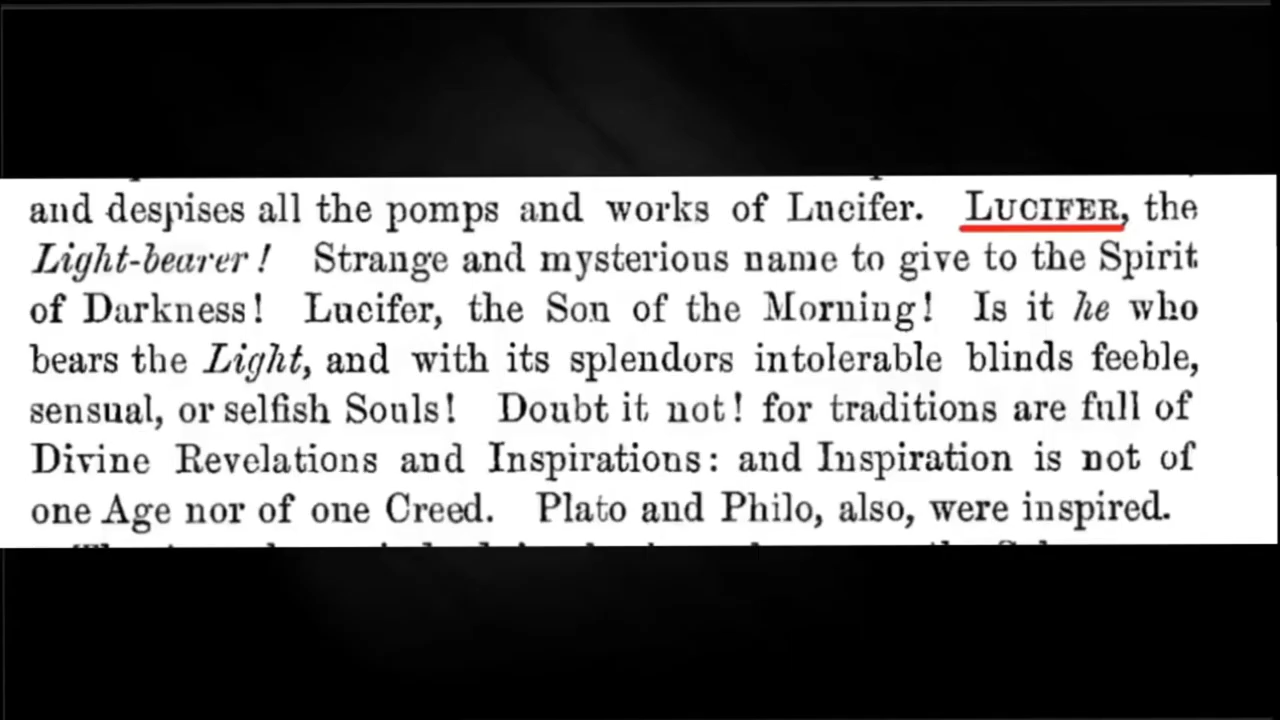 and despises all the pomps and works of Lucifer. LUCIFER, the
Light-bearer! Strange and mysterious name to give to the Spirit
of Darkness! Lucifer, the Son of the Morning! Is it he who
bears the Light, and with its splendors intolerable blinds feeble,
sensual, or selfish Souls! Doubt it not! for traditions are full of
Divine Revelations and Inspirations: and Inspiration is not of
one Age nor of one Creed. Plato and Philo, also, were inspired.